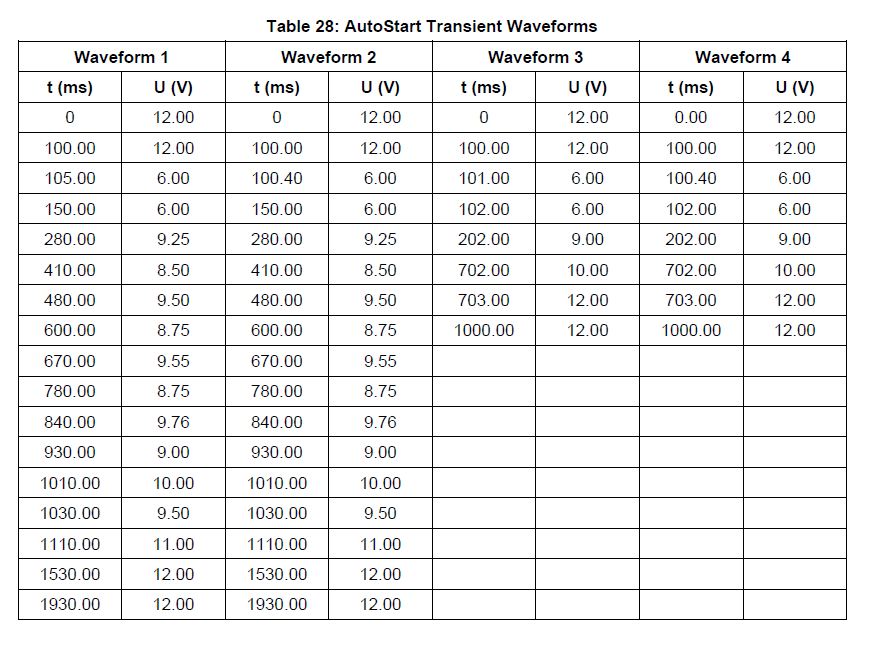 Table 28: AutoStart Transient Waveforms
Waveform 1 Waveform 2 Waveform 3 Waveform 4
t (ms) U (V) t (ms) U (V) t (ms) U (V) t (ms) U (V)
0 12.00 0 12.00 0 12.00 0.00 12.00
100.00 12.00 100.00 12.00 100.00 12.00 100.00 12.00
105.00 6.00 100.40 6.00 101.00 6.00 100.40 6.00
150.00 6.00 150.00 6.00 102.00 6.00 102.00 6.00
280.00 9.25 280.00 9.25 202.00 9.00 202.00 9.00
410.00 8.50 410.00 8.50 702.00 10.00 702.00 10.00
480.00 9.50 480.00 9.50 703.00 12.00 703.00 12.00
600.00 8.75 600.00 8.75 1000.00 12.00 1000.00 12.00
670.00 9.55 670.00 9.55
780.00 8.75 780.00 8.75
840.00 9.76 840.00 9.76
930.00 9.00 930.00 9.00
1010.00 10.00 1010.00 10.00
1030.00 9.50 1030.00 9.50
1110.00 11.00 1110.00 11.00
1530.00 12.00 1530.00 12.00
1930.00 12.00 1930.00 12.00